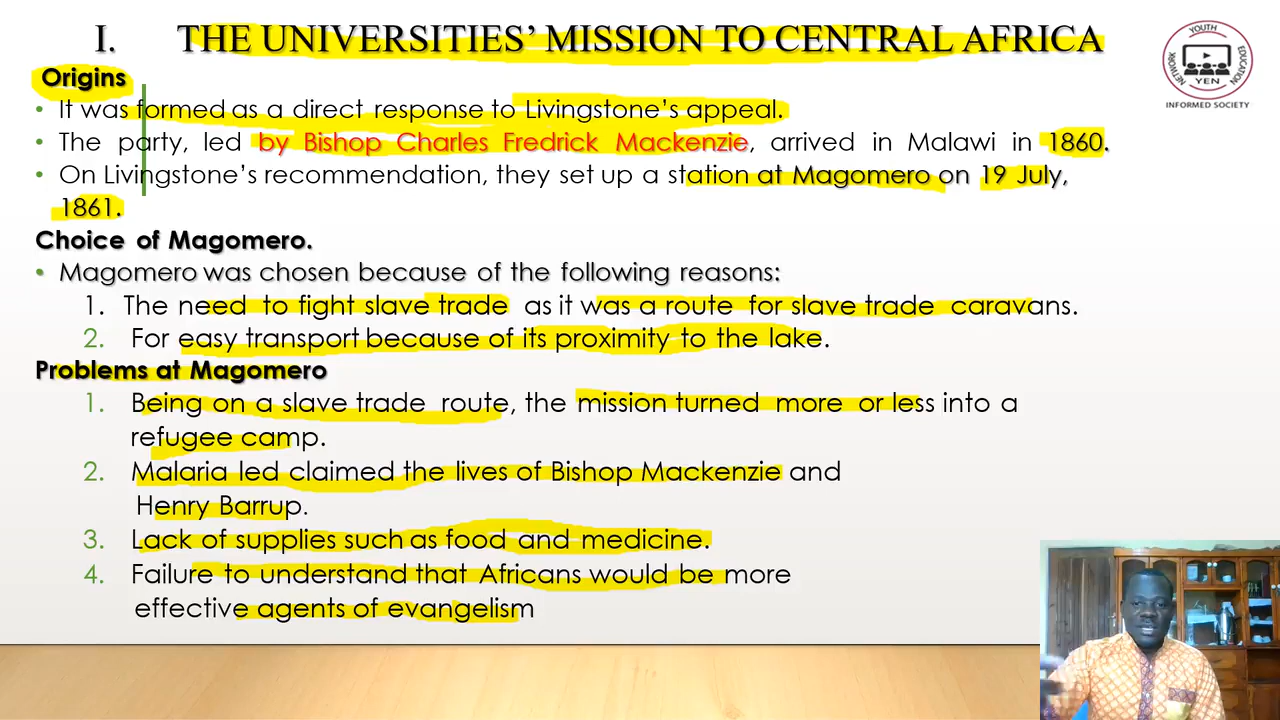 I. THE UNIVERSITIES’ MISSION TO CENTRAL AFRICA
Origins
• It was formed as a direct response to Livingstone’s appeal.
• The party, led by Bishop Charles Fredrick Mackenzie, arrived in Malawi in 1860.
• On Livingstone’s recommendation, they set up a station at Magomero on 19 July,
1861.
Choice of Magomero.
• Magomero was chosen because of the following reasons:
1. The need to fight slave trade as it was a route for slave trade caravans.
2. For easy transport because of its proximity to the lake.
Problems at Magomero
1. Being on a slave trade route, the mission turned more or less into a
refugee camp.
2. Malaria led claimed the lives of Bishop Mackenzie and
Henry Barrup.
3. Lack of supplies such as food and medicine.
4. Failure to understand that Africans would be more
effective agents of evangelism
YOUTH EDUCATION NETWORK
YEN
INFORMED SOCIETY